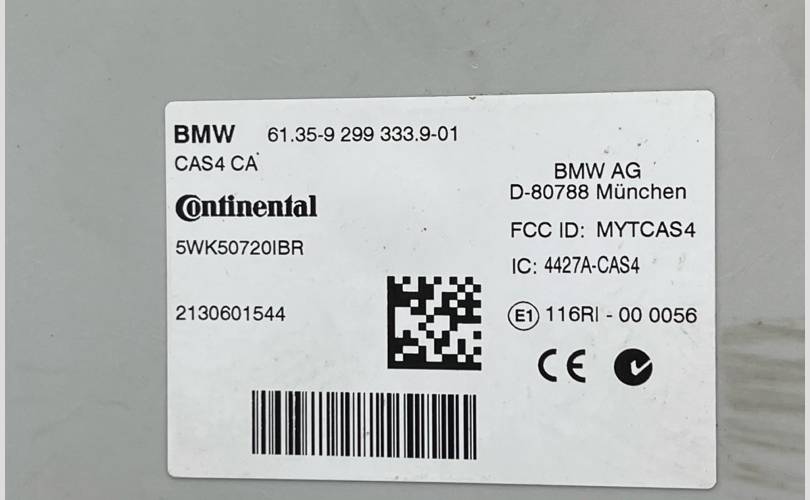 BMW 61.35-9 299 333.9-01
CAS4 CA
Continental
5WK50720IBR
2130601544
BMW AG
D-80788 München
FCC ID: MYTCAS4
IC: 4427A-CAS4
E1 116RI - 00 0056
CE